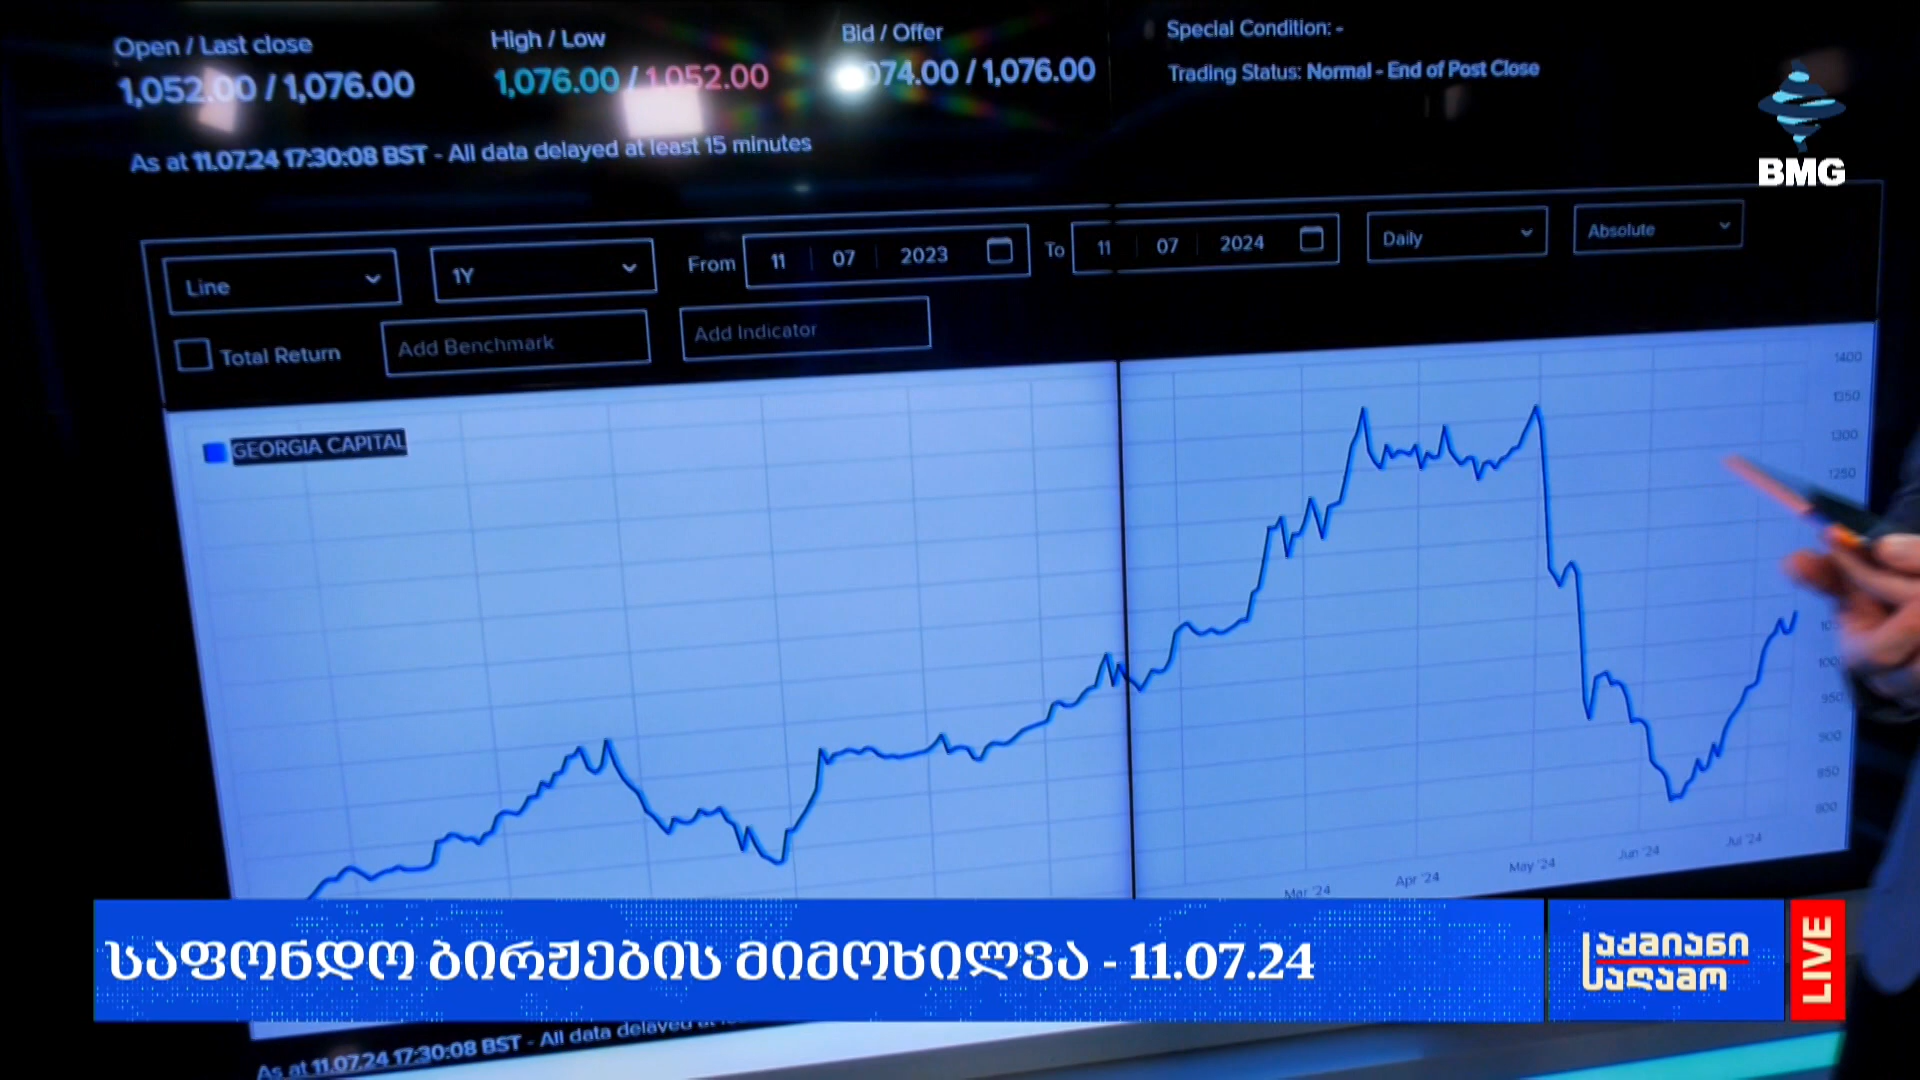 Open / Last close
1,052.00 / 1,076.00
High / Low
1,076.00 / 1,052.00
Bid / Offer
074.00 / 1,076.00
Special Condition: -
Trading Status: Normal - End of Post Close
As at 11.07.24 17:30:08 BST - All data delayed at least 15 minutes
BMG
Line
1Y
From 11 07 2023
To 11 07 2024
Daily
Absolute
Total Return
Add Benchmark
Add Indicator
GEORGIA CAPITAL
1400
1350
1300
1250
1000
950
900
850
800
Mar '24
Apr '24
May '24
Jun '24
Jul '24
საფონდო ბირჟების მიმოხილვა - 11.07.24
საქმიანი
საღამო
LIVE
As at 11.07.24 17:30:08 BST - All data delayed